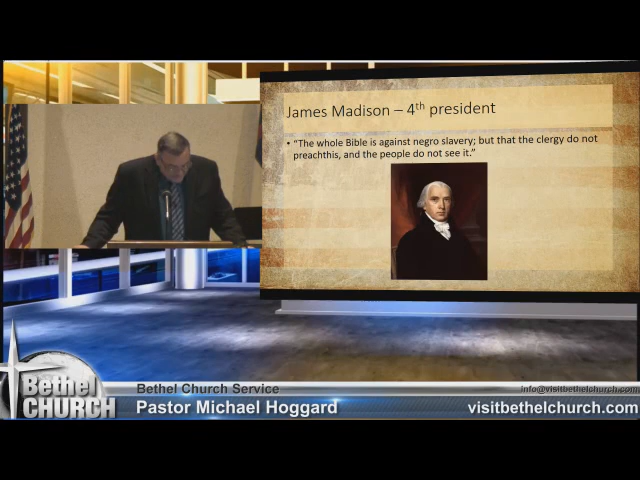 James Madison – 4th president
• “The whole Bible is against negro slavery; but that the clergy do not
preachthis, and the people do not see it.”
Bethel
CHURCH
Bethel Church Service
Pastor Michael Hoggard
info@visitbethelchurch.com
visitbethelchurch.com